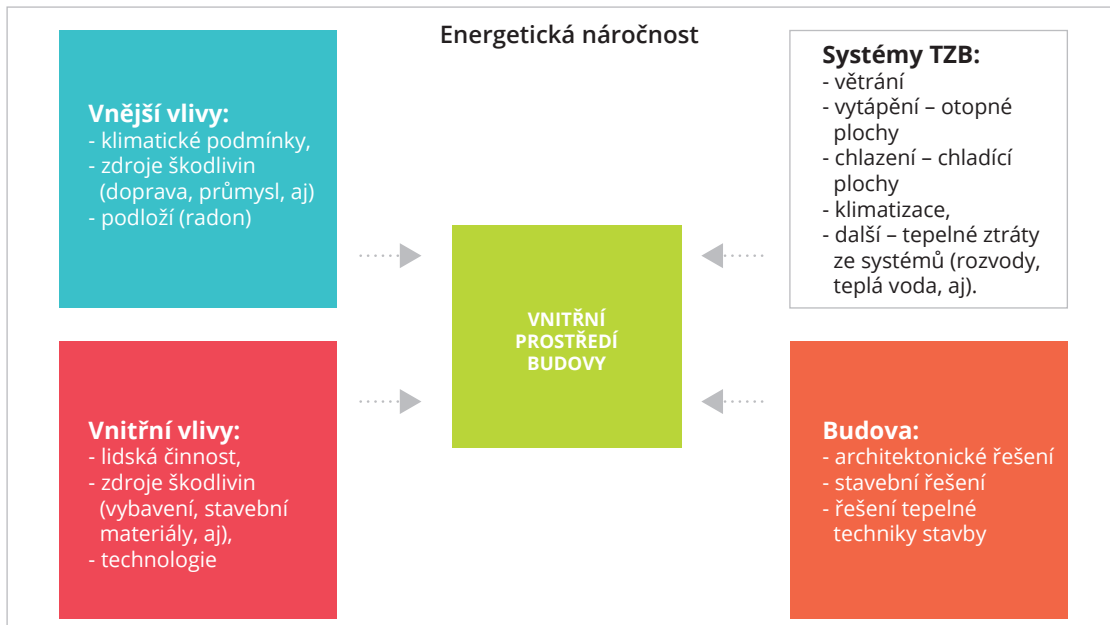 Energetická náročnost
Vnější vlivy:
- klimatické podmínky,
- zdroje škodlivin
(doprava, průmysl, aj)
- podloží (radon)
Systémy TZB:
- větrání
- vytápění – otopné
plochy
- chlazení – chladící
plochy
- klimatizace,
- další – tepelné ztráty
ze systémů (rozvody,
teplá voda, aj).
VNITŘNÍ
PROSTŘEDÍ
BUDOVY
Vnitřní vlivy:
- lidská činnost,
- zdroje škodlivin
(vybavení, stavební
materiály, aj),
- technologie
Budova:
- architektonické řešení
- stavební řešení
- řešení tepelné
techniky stavby